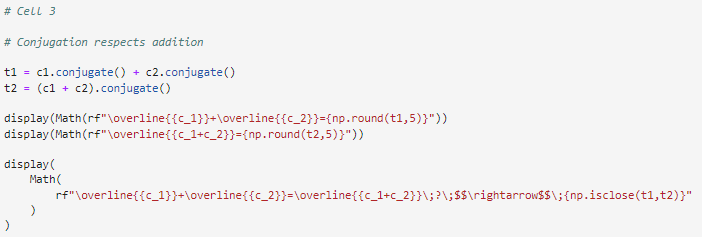 # Cell 3
# Conjugation respects addition
t1 = c1.conjugate() + c2.conjugate()
t2 = (c1 + c2).conjugate()
display(Math(rf"\overline{{c_1}}+\overline{{c_2}}={np.round(t1,5)}"))
display(Math(rf"\overline{{c_1+c_2}}={np.round(t2,5)}"))
display(
    Math(
        rf"\overline{{c_1}}+\overline{{c_2}}=\overline{{c_1+c_2}}\;?\;$$\rightarrow$$\;{np.isclose(t1,t2)}"
    )
)